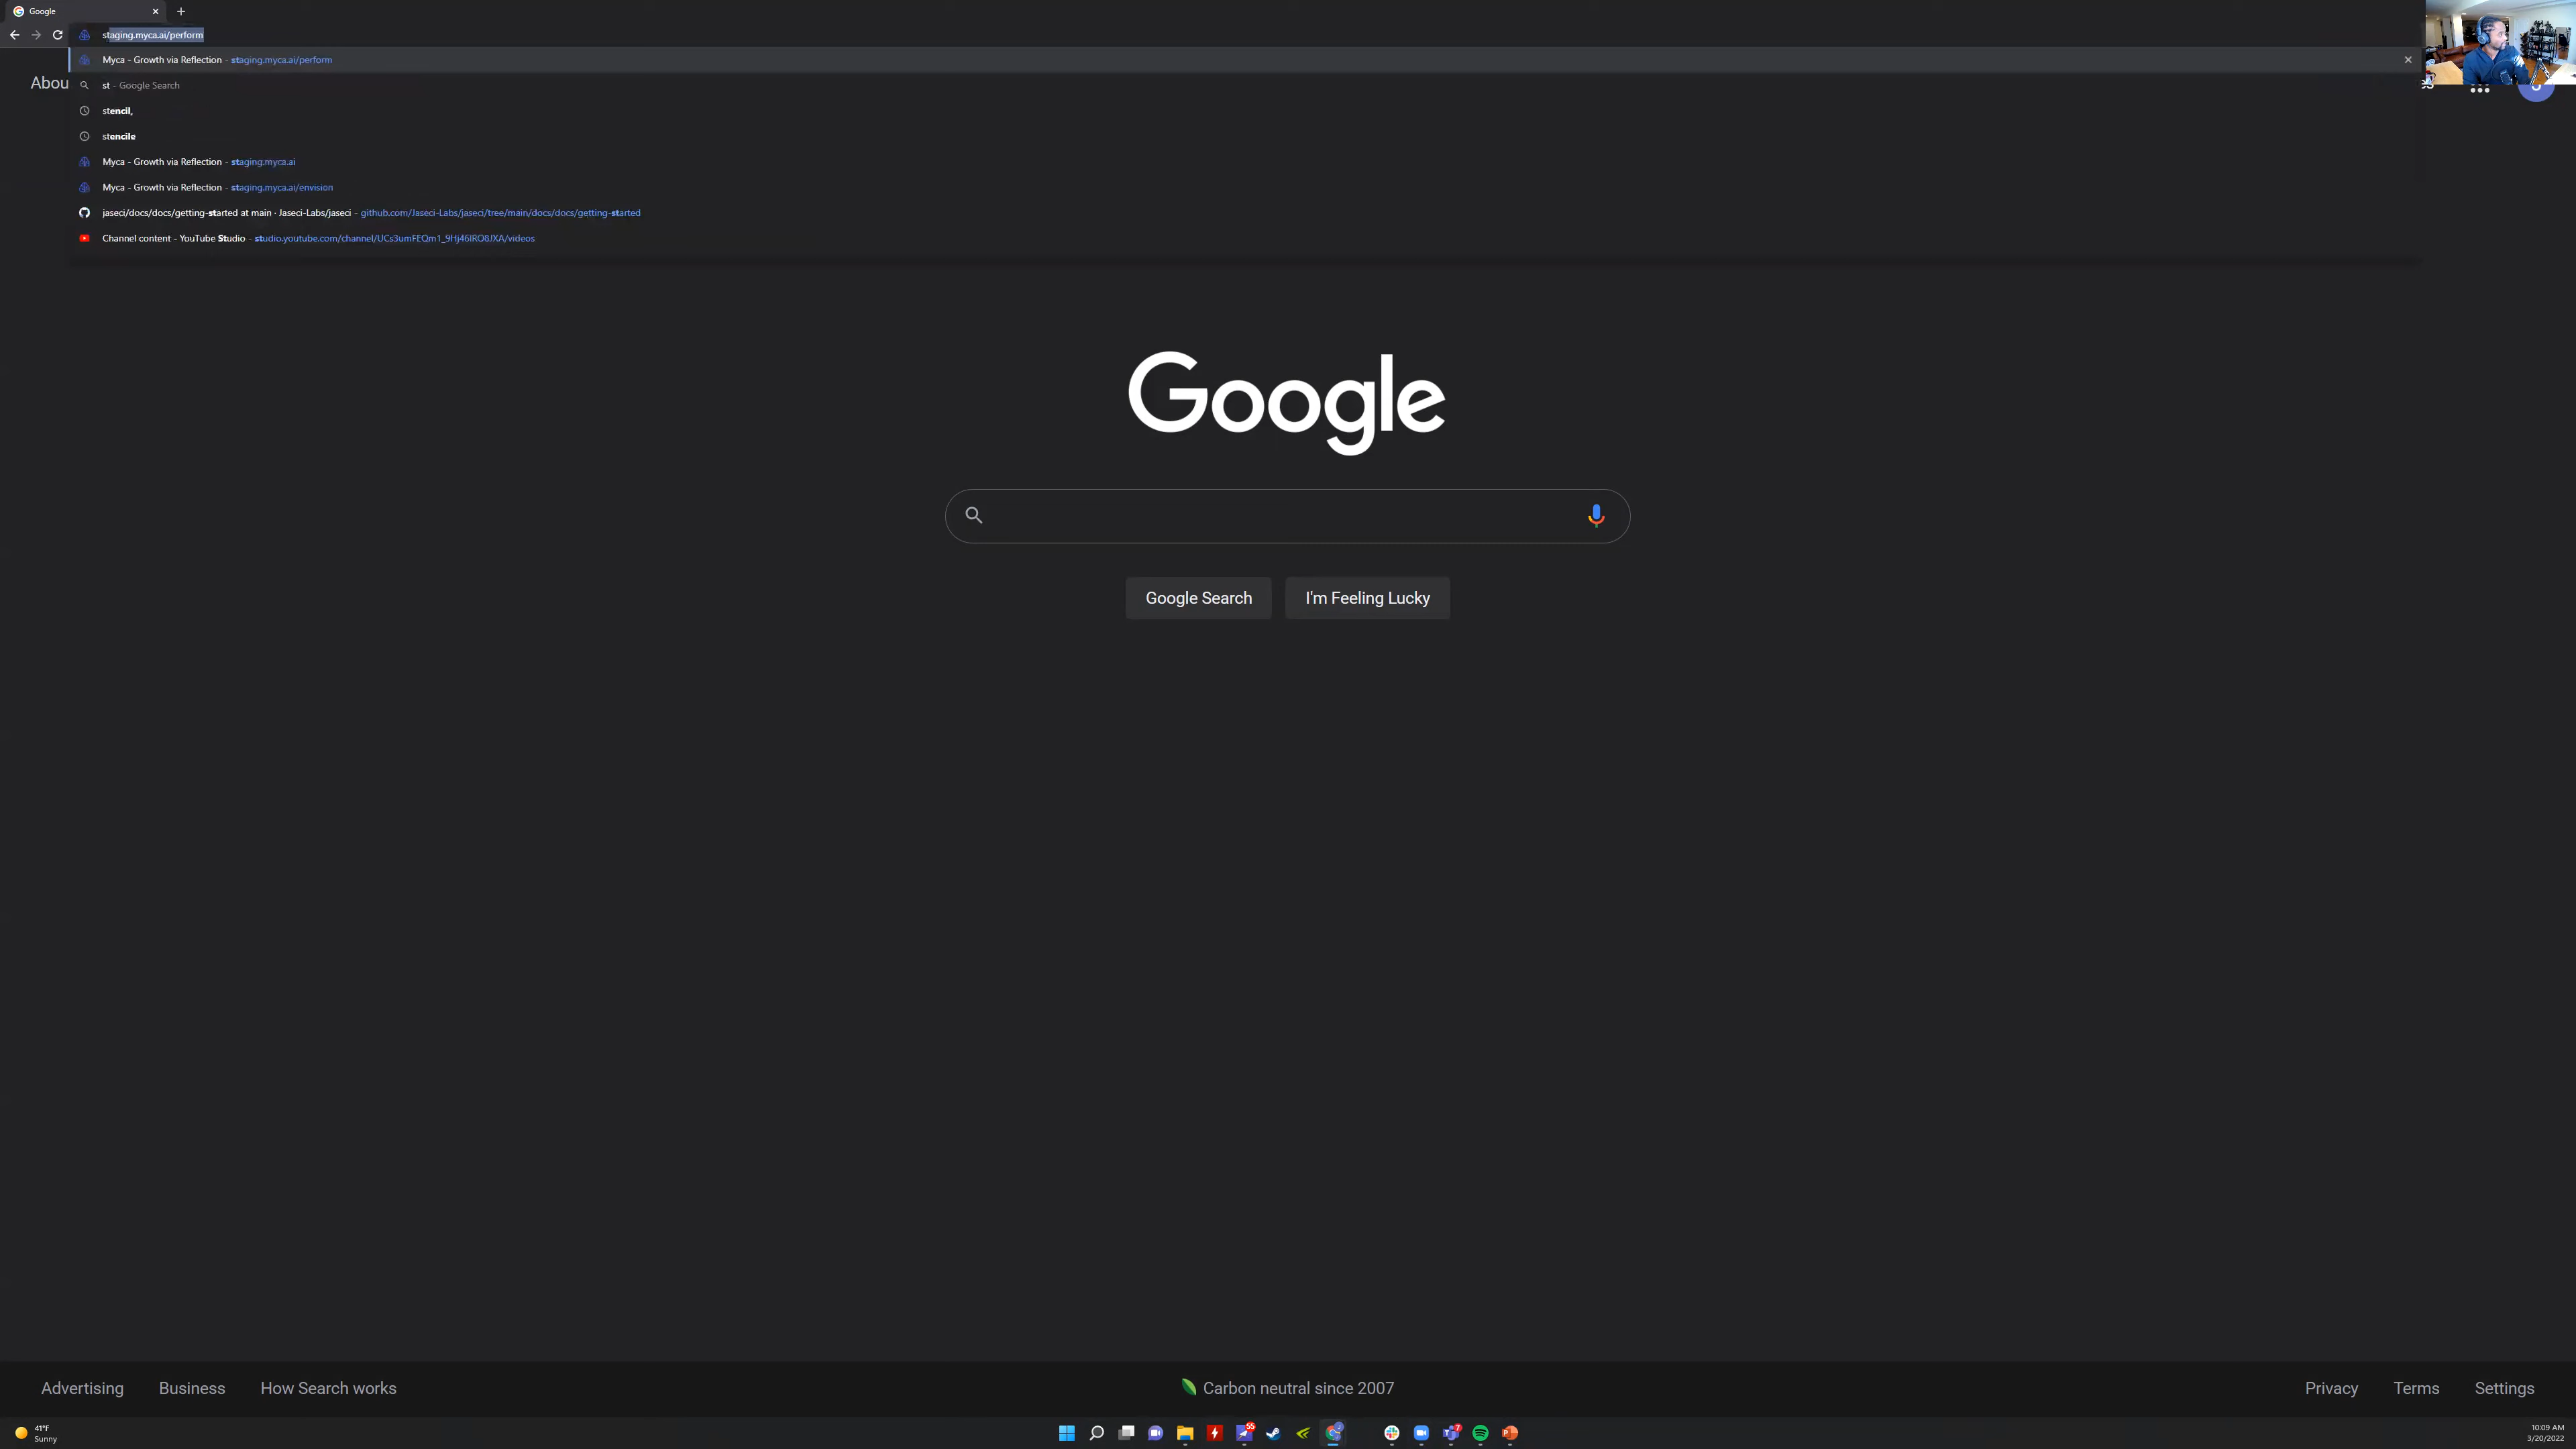 Google
staging.myca.ai/perform
Myca - Growth via Reflection - staging.myca.ai/perform
Abou
st - Google Search
stencil,
stencile
Myca - Growth via Reflection - staging.myca.ai
Myca - Growth via Reflection - staging.myca.ai/envision
jaseci/docs/docs/getting-started at main · Jaseci-Labs/jaseci - github.com/Jaseci-Labs/jaseci/tree/main/docs/docs/getting-started
Channel content - YouTube Studio - studio.youtube.com/channel/UCs3umFEQm1_9Hj46IRO8JXA/videos
Google
Google Search I'm Feeling Lucky
Advertising Business How Search works Carbon neutral since 2007 Privacy Terms Settings
41°F
Sunny
55
7
10:09 AM
3/20/2022